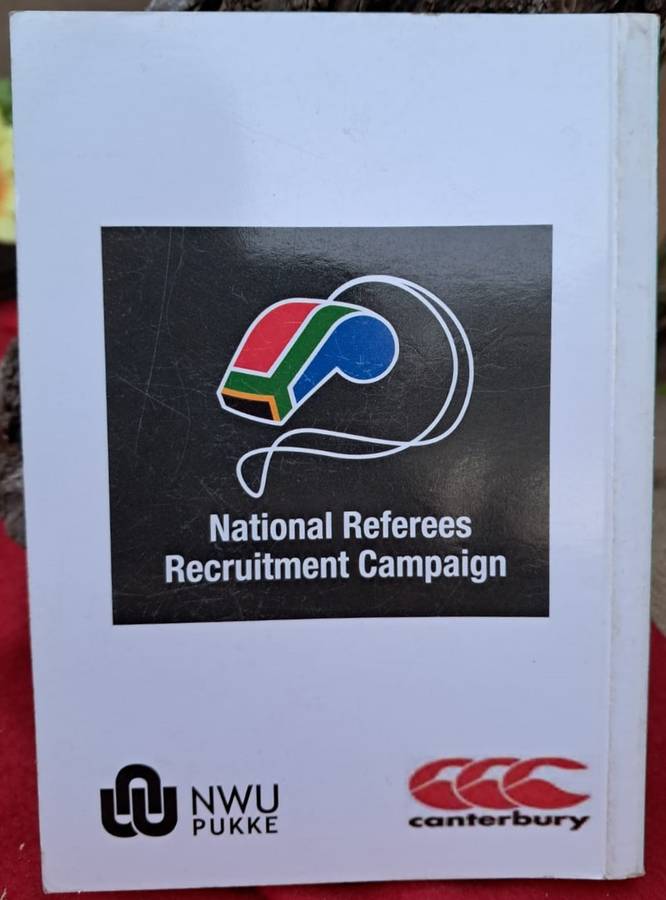 National Referees
Recruitment Campaign
NWU
PUKKE
canterbury